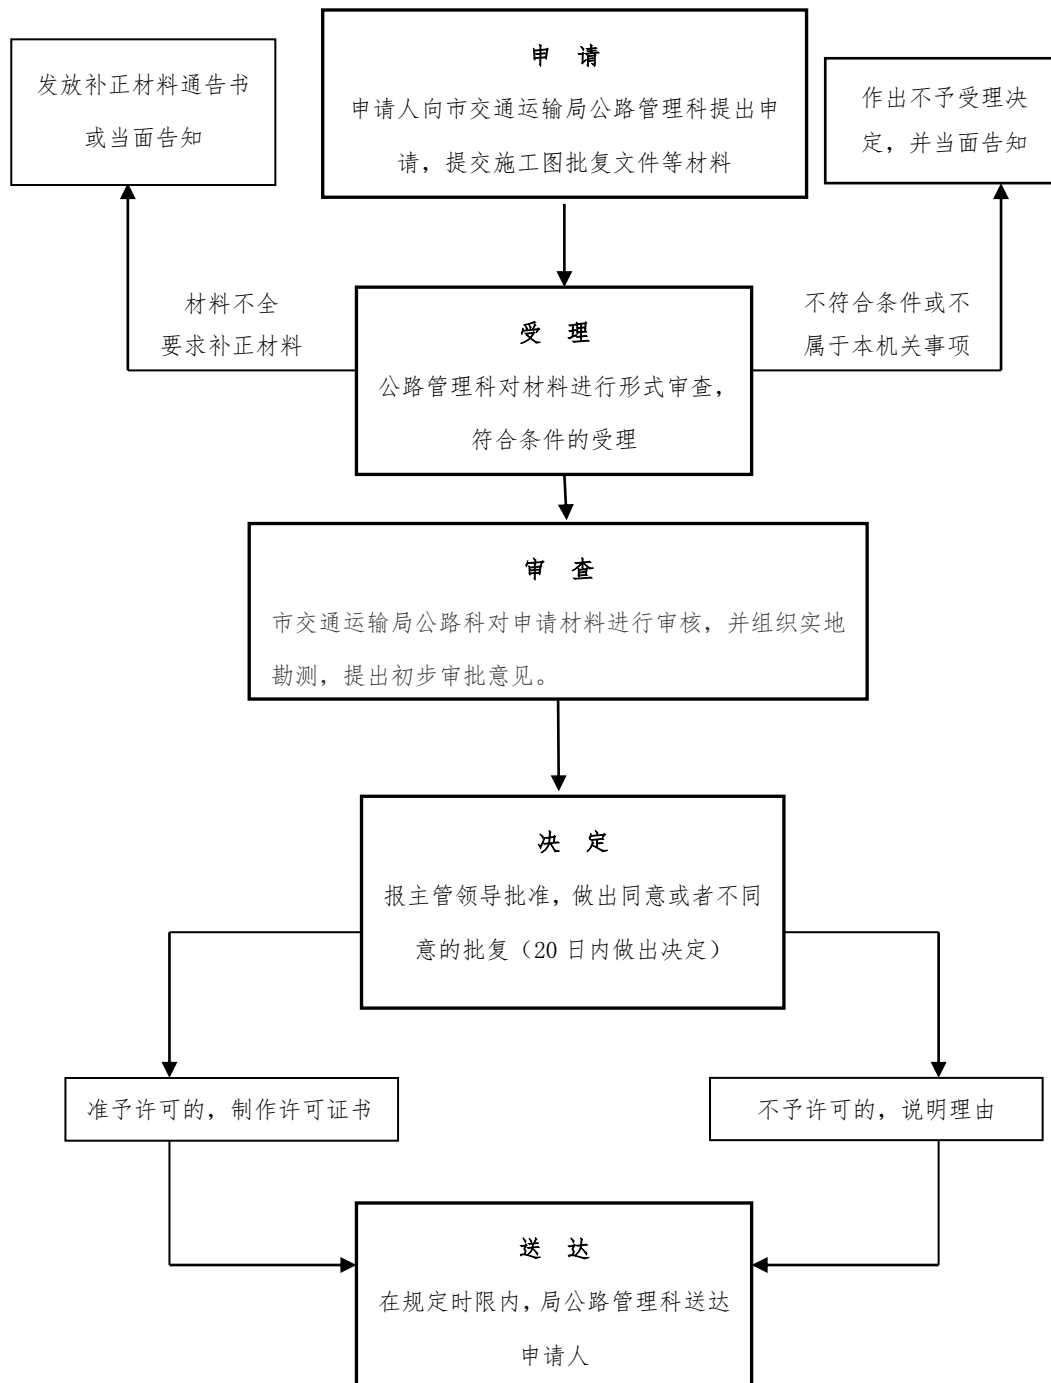 申 请
申请人向市交通运输局公路管理科提出申
请，提交施工图批复文件等材料
发放补正材料通告书
或当面告知
作出不予受理决
定，并当面告知
材料不全
要求补正材料
不符合条件或不
属于本机关事项
受 理
公路管理科对材料进行形式审查，
符合条件的受理
审 查
市交通运输局公路科对申请材料进行审核，并组织实地
勘测，提出初步审批意见。
决 定
报主管领导批准，做出同意或者不同
意的批复（20 日内做出决定）
准予许可的，制作许可证书
不予许可的，说明理由
送 达
在规定时限内，局公路管理科送达
申请人